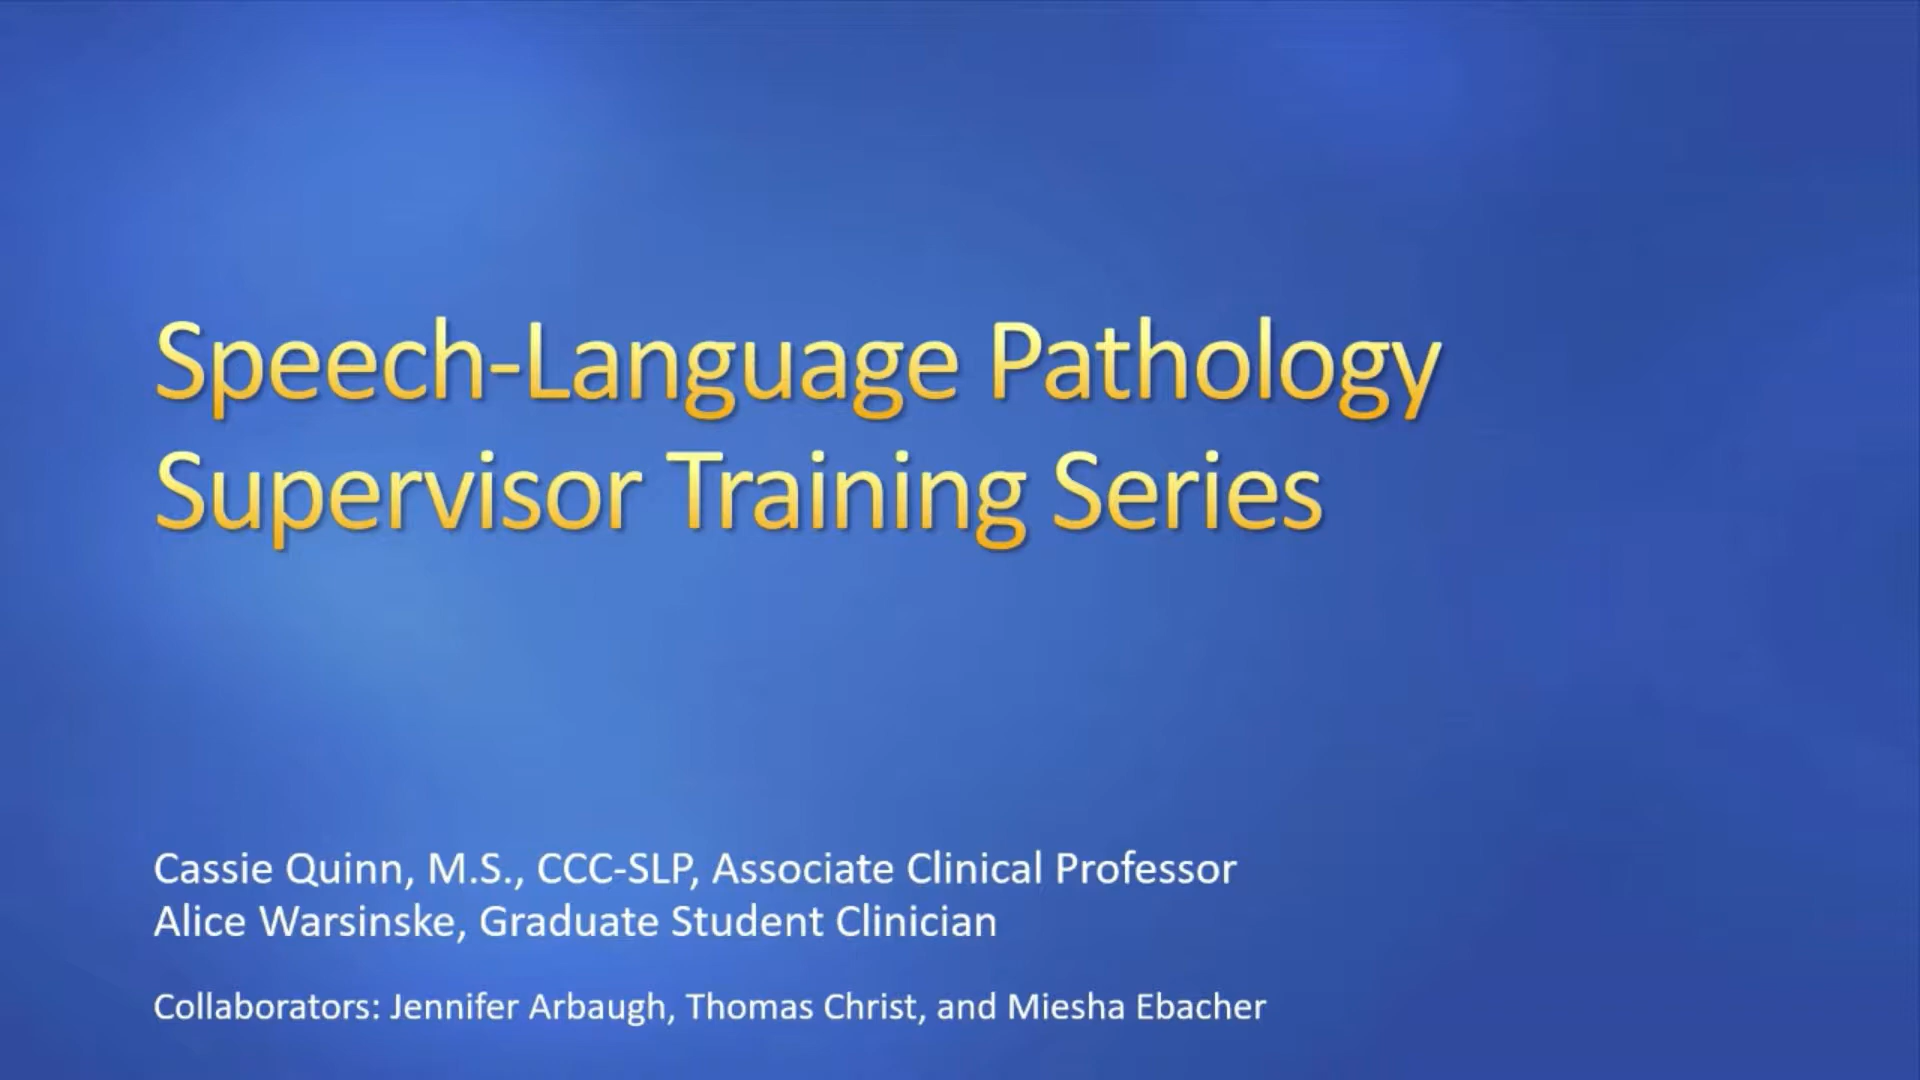 Speech-Language Pathology
Supervisor Training Series
Cassie Quinn, M.S., CCC-SLP, Associate Clinical Professor
Alice Warsinske, Graduate Student Clinician
Collaborators: Jennifer Arbaugh, Thomas Christ, and Miesha Ebacher